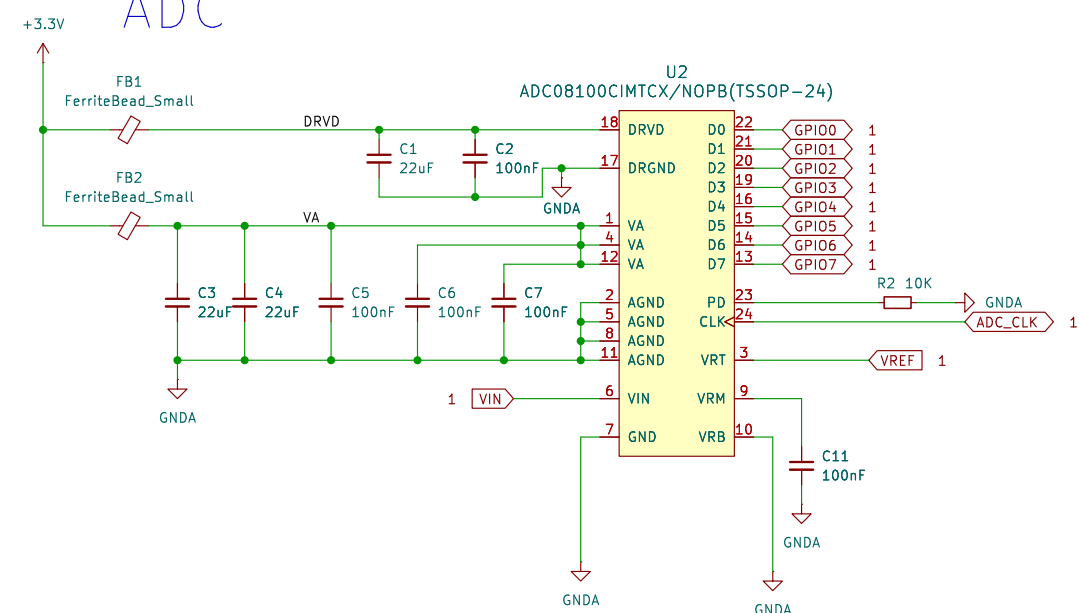 ADC
+3.3V
FB1
FerriteBead_Small
DRVD
C1
22uF
C2
100nF
GNDA
FB2
FerriteBead_Small
VA
C3
22uF
C4
22uF
C5
100nF
C6
100nF
C7
100nF
GNDA
1 VIN
U2
ADC08100CIMTCX/NOPB(TSSOP-24)
18 DRVD
17 DRGND
1 VA
4 VA
12 VA
2 AGND
5 AGND
8 AGND
11 AGND
6 VIN
7 GND
GNDA
D0 22 GPIO0 1
D1 21 GPIO1 1
D2 20 GPIO2 1
D3 19 GPIO3 1
D4 16 GPIO4 1
D5 15 GPIO5 1
D6 14 GPIO6 1
D7 13 GPIO7 1
R2 10K
PD 23 GNDA
CLK 24 ADC_CLK 1
VRT 3 VREF 1
VRM 9
VRB 10
C11
100nF
GNDA
GNDA